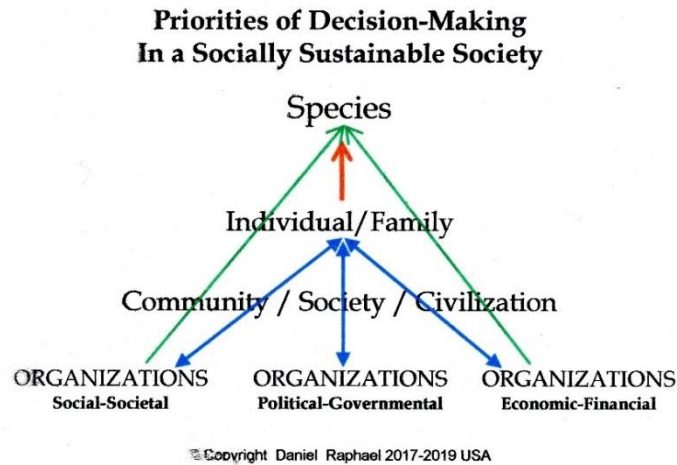 Priorities of Decision-Making
In a Socially Sustainable Society
Species
Individual/Family
Community / Society / Civilization
ORGANIZATIONS ORGANIZATIONS ORGANIZATIONS
Social-Societal Political-Governmental Economic-Financial
© Copyright Daniel Raphael 2017-2019 USA